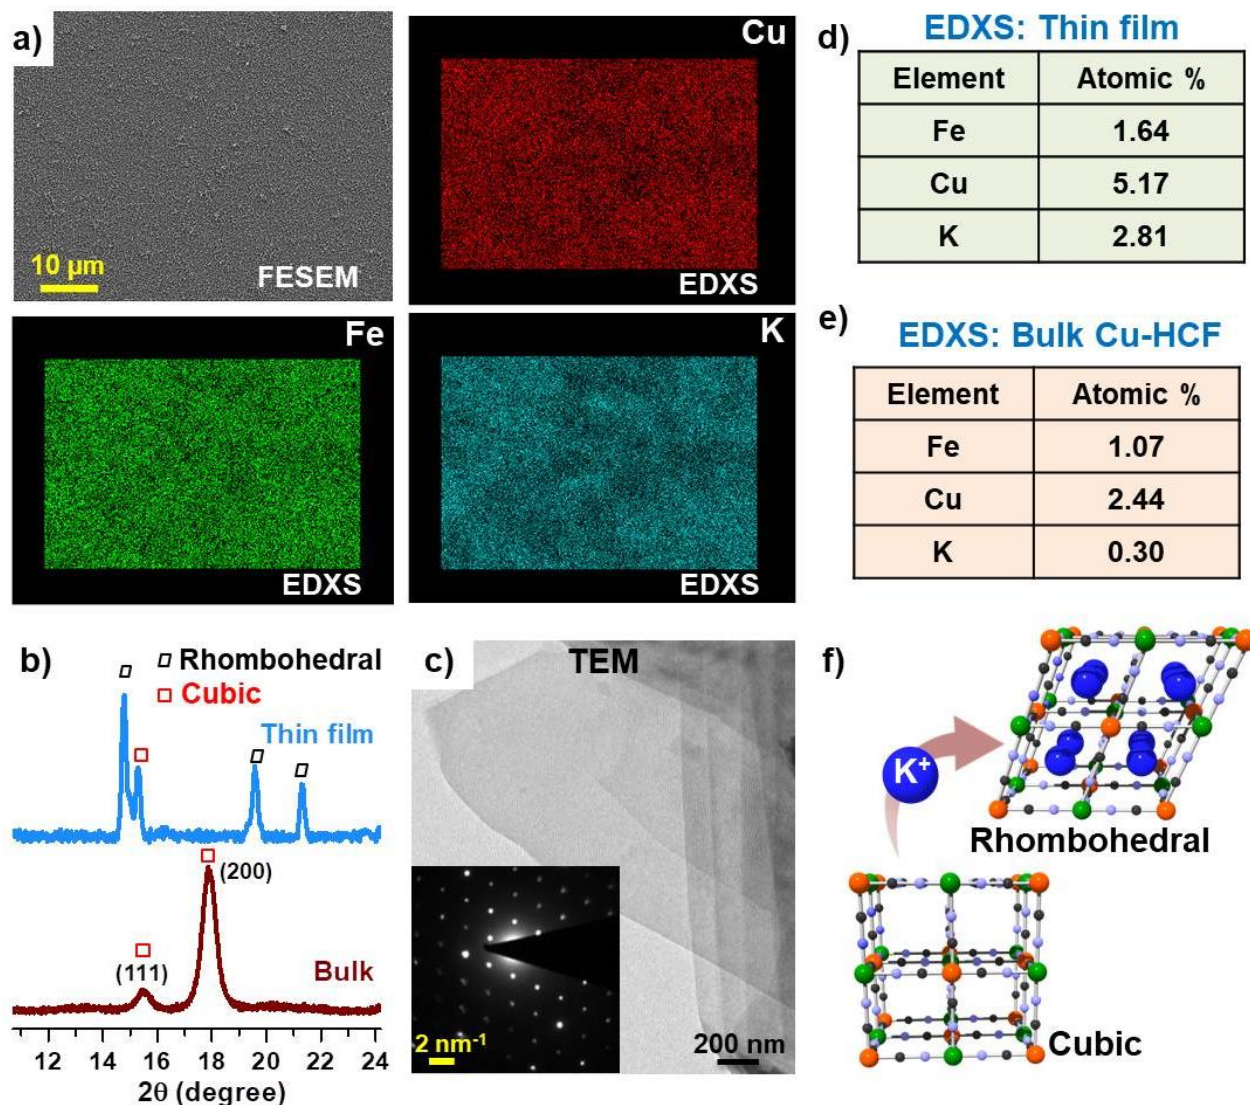 a)
10 µm
FESEM
Cu
EDXS
Fe
EDXS
K
EDXS
d)
EDXS: Thin film
Element Atomic %
Fe 1.64
Cu 5.17
K 2.81
e)
EDXS: Bulk Cu-HCF
Element Atomic %
Fe 1.07
Cu 2.44
K 0.30
b)
Rhombohedral
Cubic
Thin film
(200)
(111)
Bulk
12 14 16 18 20 22 24
2θ (degree)
c)
TEM
2 nm⁻¹
200 nm
f)
K⁺
Rhombohedral
Cubic